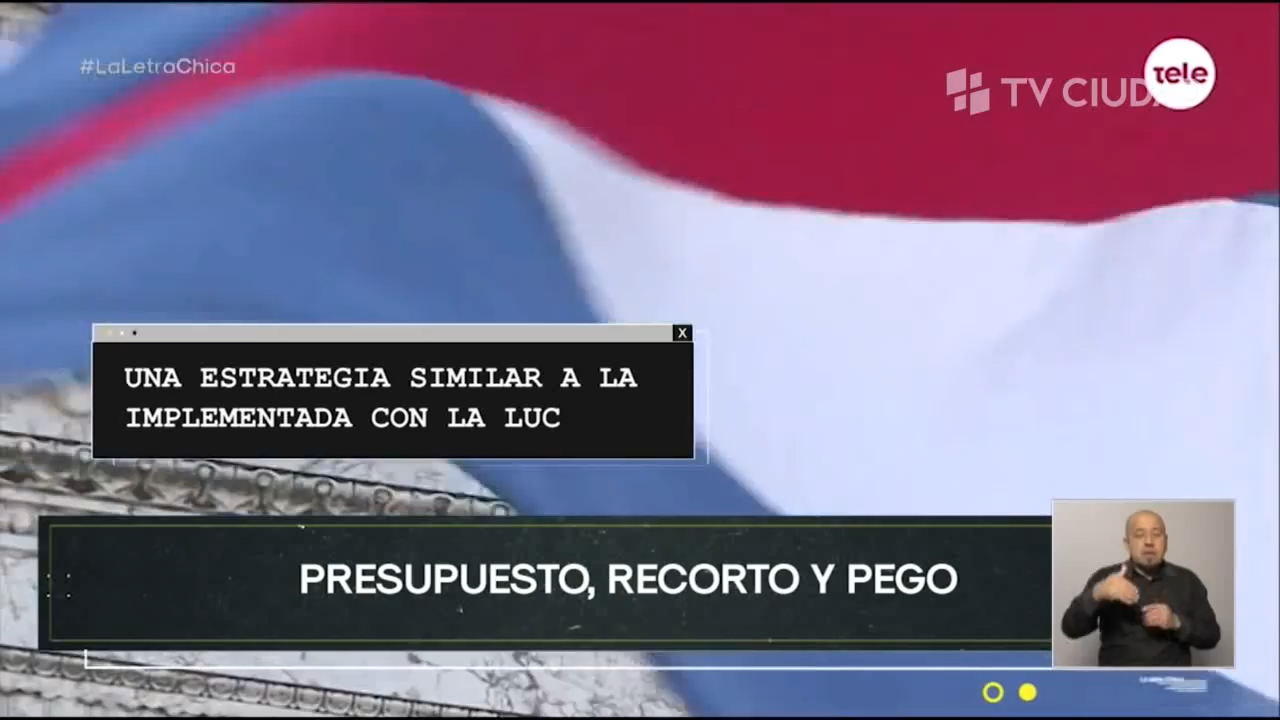 #LaLetraChica
TV CIUD
tele
X
UNA ESTRATEGIA SIMILAR A LA
IMPLEMENTADA CON LA LUC
PRESUPUESTO, RECORTO Y PEGO